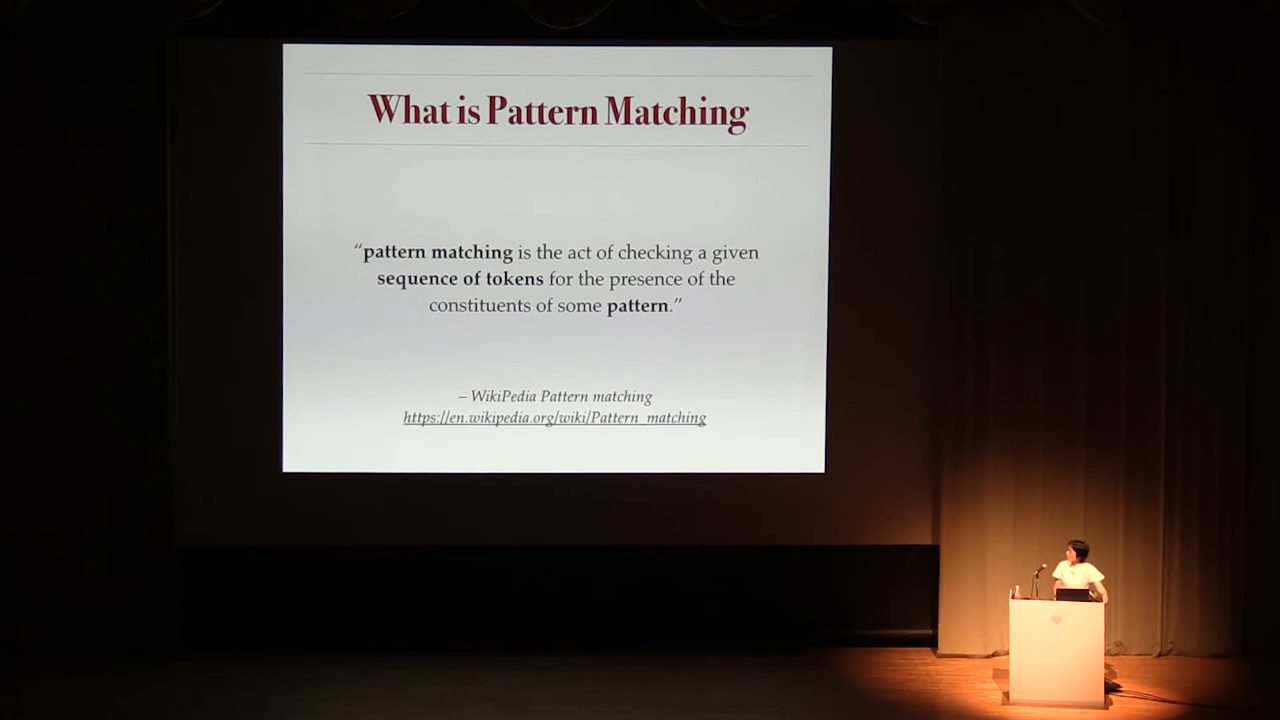 What is Pattern Matching
“pattern matching is the act of checking a given
sequence of tokens for the presence of the
constituents of some pattern.”
– WikiPedia Pattern matching
https://en.wikipedia.org/wiki/Pattern_matching